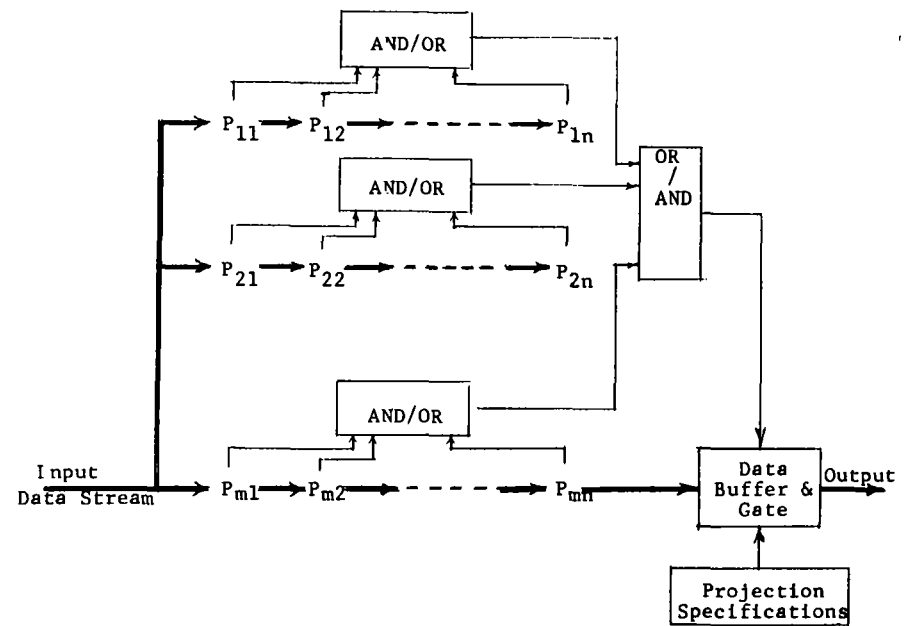 AND/OR
P11 P12 P1n
OR
/
AND
AND/OR
P21 P22 P2n
AND/OR
Input
Data Stream
Pm1 Pm2 Pmn
Data
Buffer &
Gate
Output
Projection
Specifications